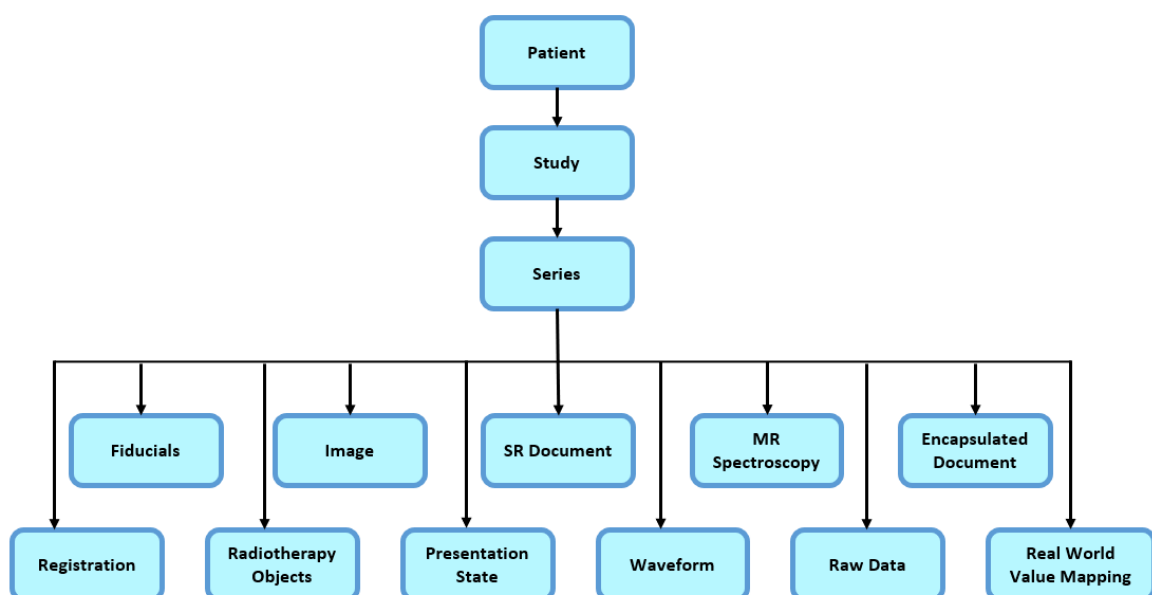 Patient
Study
Series
Fiducials
Image
SR Document
MR
Spectroscopy
Encapsulated
Document
Registration
Radiotherapy
Objects
Presentation
State
Waveform
Raw Data
Real World
Value Mapping